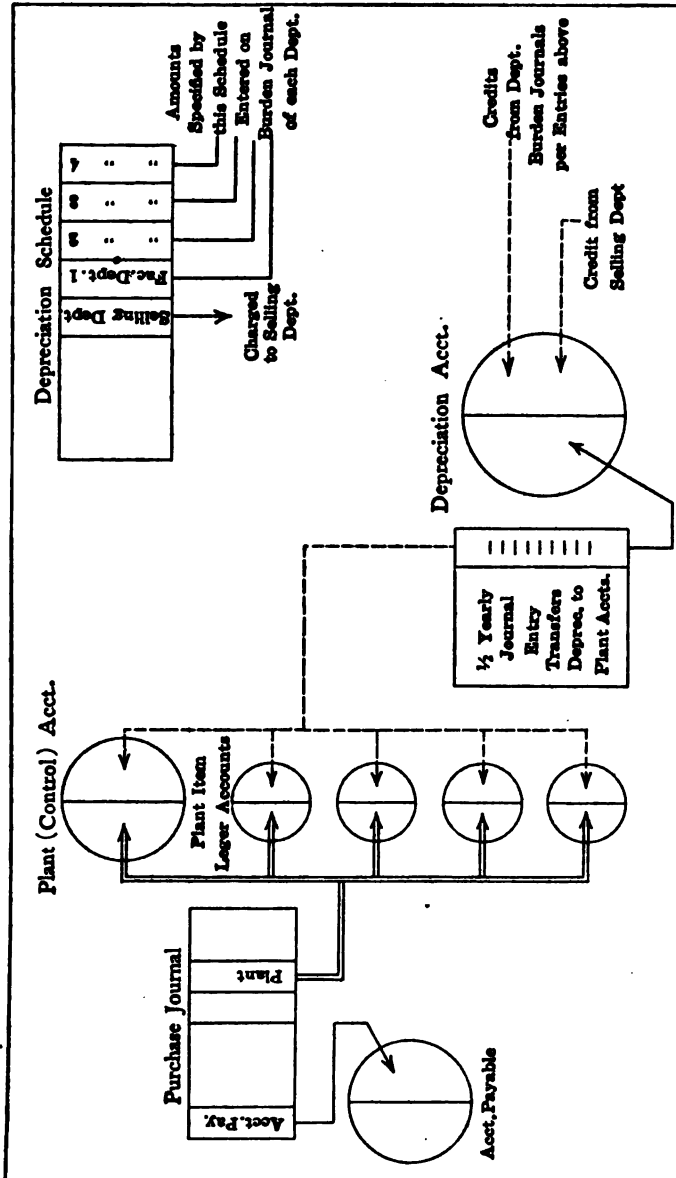 Depreciation Schedule
Selling Dept.
Fac. Dept. 1
2 " "
3 " "
4 " "
Amounts
Specified by
this Schedule
Entered on
Burden Journal
of each Dept.
Charged
to Selling
Dept.
Plant (Control) Acct.
Plant Item
Leger Accounts
Purchase Journal
Acct. Pay.
Plant
Acct. Payable
½ Yearly
Journal
Entry
Transfers
Deprec. to
Plant Accts.
Depreciation Acct.
Credits
from Dept.
Burden Journals
per Entries above
Credit from
Selling Dept